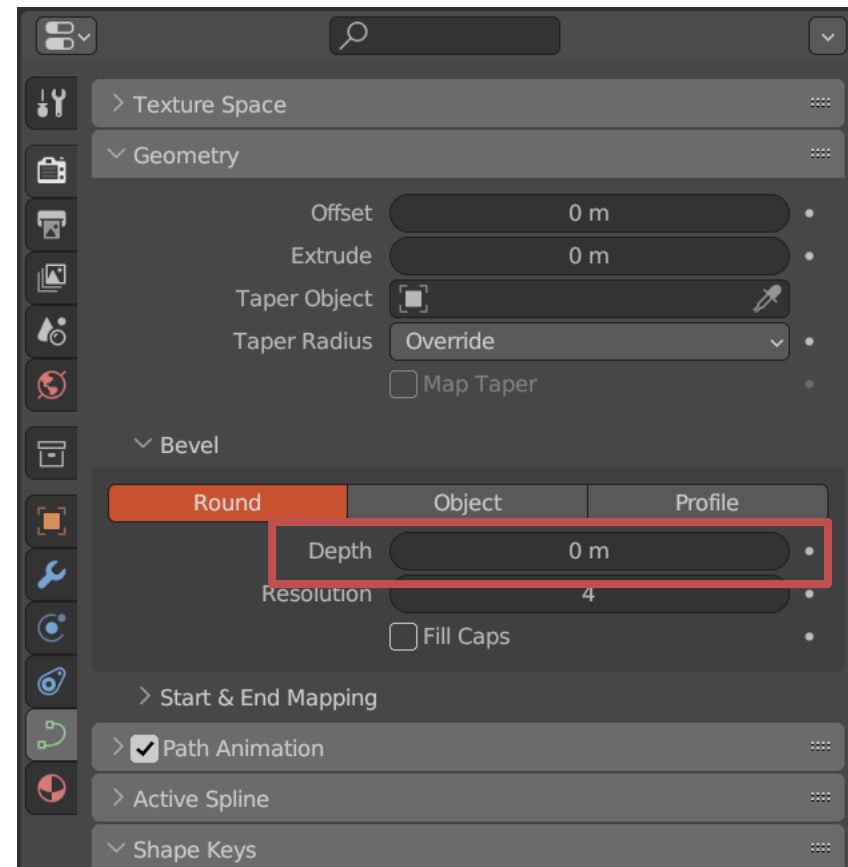 Texture Space
Geometry
Offset 0 m
Extrude 0 m
Taper Object
Taper Radius Override
Map Taper
Bevel
Round Object Profile
Depth 0 m
Resolution 4
Fill Caps
Start & End Mapping
Path Animation
Active Spline
Shape Keys